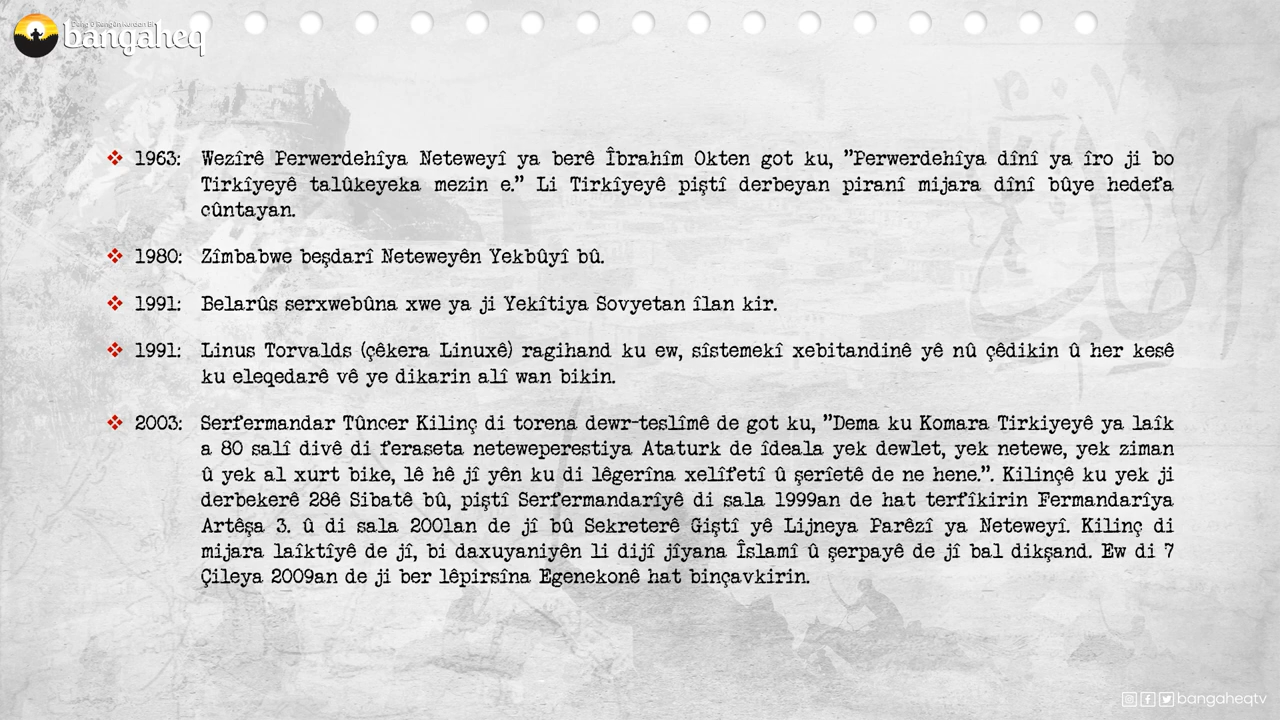 bangaheq
1963: Wezîrê Perwerdehîya Neteweyî ya berê Îbrahîm Okten got ku, ”Perwerdehîya dînî ya îro ji bo
Tirkîyeyê talûkeyeka mezin e.” Li Tirkîyeyê piştî derbeyan piranî mijara dînî bûye hedefa
cûntayan.
1980: Zîmbabwe beşdarî Neteweyên Yekbûyî bû.
1991: Belarûs serxwebûna xwe ya ji Yekîtiya Sovyetan îlan kir.
1991: Linus Torvalds (çêkera Linuxê) ragihand ku ew, sîstemekî xebitandinê yê nû çêdikin û her kesê
ku eleqedarê vê ye dikarin alî wan bikin.
2003: Serfermandar Tûncer Kilinç di torena dewr-teslîmê de got ku, ”Dema ku Komara Tirkiyeyê ya laîk
a 80 salî divê di feraseta neteweperestiya Ataturk de îdeala yek dewlet, yek netewe, yek ziman
û yek al xurt bike, lê hê jî yên ku di lêgerîna xelîfetî û şerîetê de ne hene.”. Kilinçê ku yek ji
derbekerê 28ê Sibatê bû, piştî Serfermandarîyê di sala 1999an de hat terfîkirin Fermandarîya
Artêşa 3. û di sala 2001an de jî bû Sekreterê Giştî yê Lijneya Parêzî ya Neteweyî. Kilinç di
mijara laîktîyê de jî, bi daxuyaniyên li dijî jîyana Îslamî û şerpayê de jî bal dikşand. Ew di 7
Çileya 2009an de ji ber lêpirsîna Egenekonê hat binçavkirin.
bangaheqtv